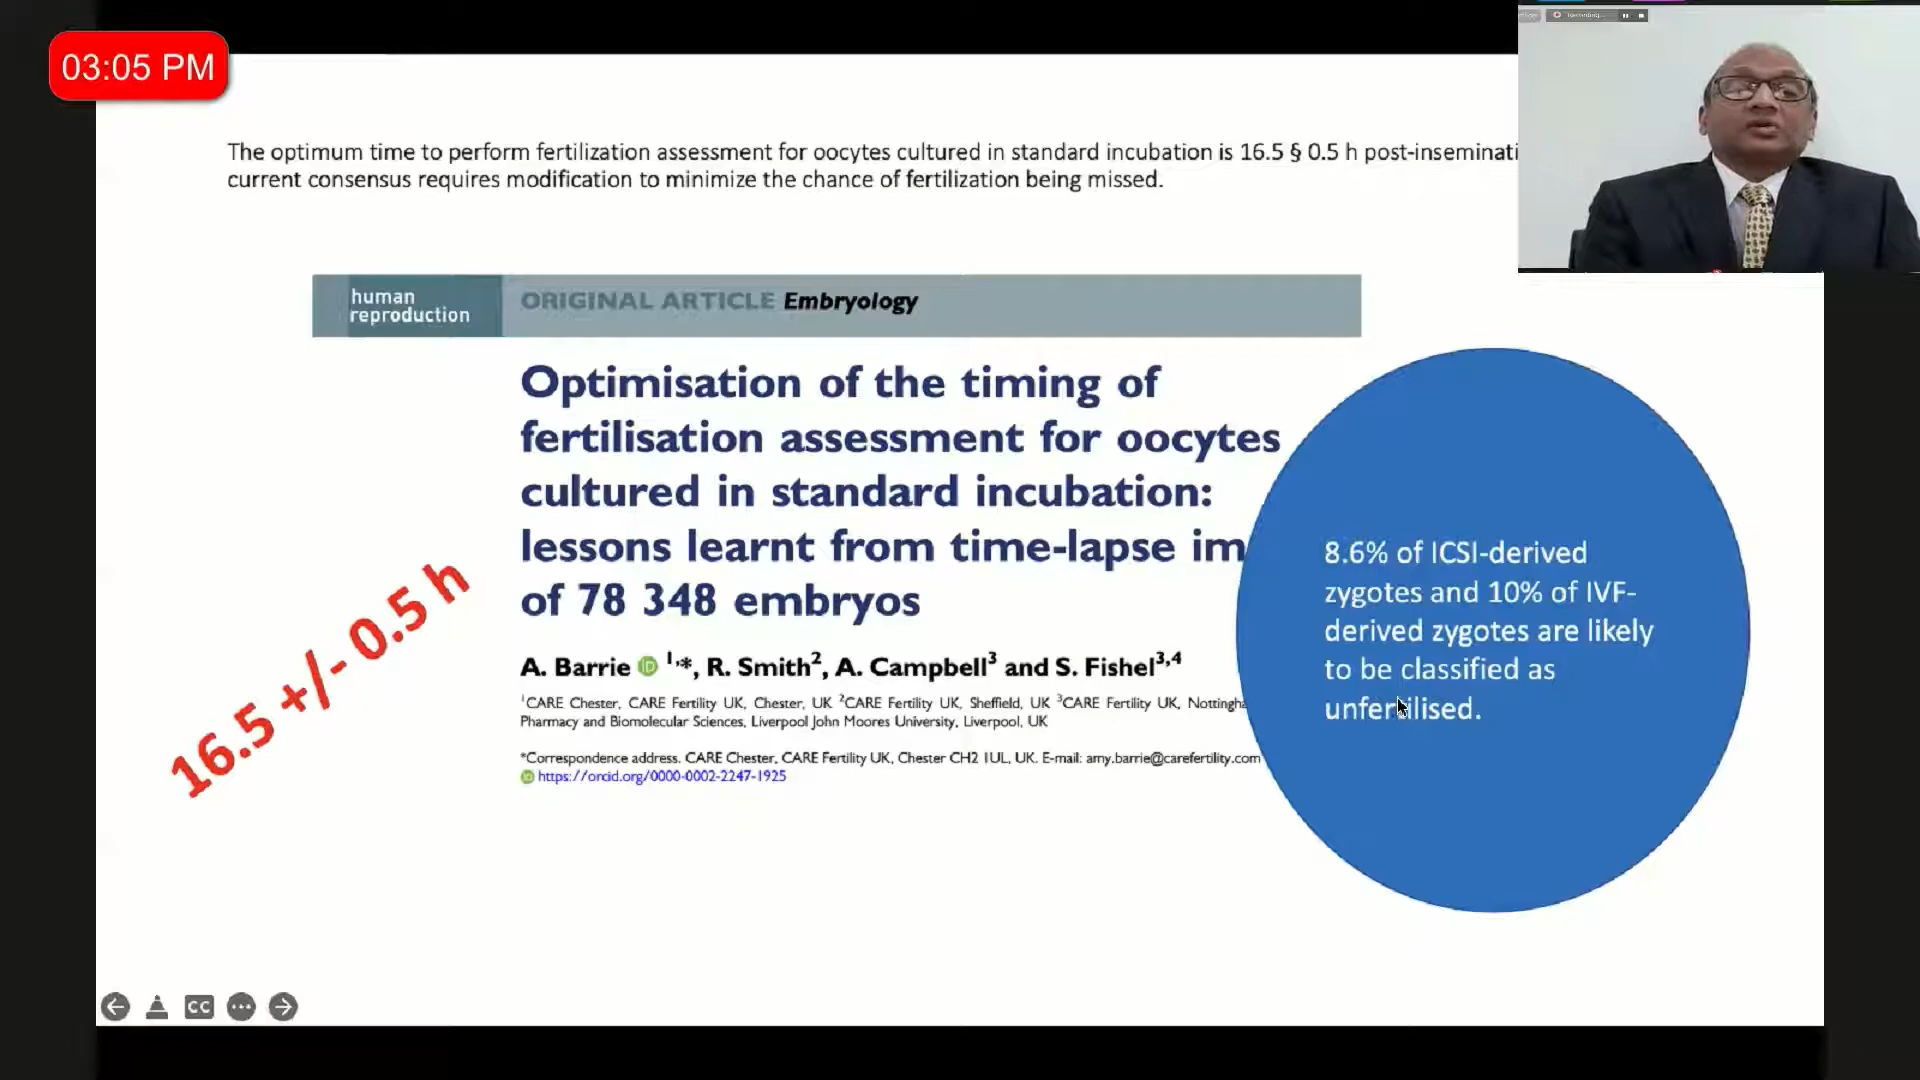 03:05 PM
The optimum time to perform fertilization assessment for oocytes cultured in standard incubation is 16.5 § 0.5 h post-inseminati
current consensus requires modification to minimize the chance of fertilization being missed.
human
reproduction
ORIGINAL ARTICLE Embryology
Optimisation of the timing of
fertilisation assessment for oocytes
cultured in standard incubation:
lessons learnt from time-lapse im
of 78 348 embryos
A. Barrie 1,*, R. Smith2, A. Campbell3 and S. Fishel3,4
1CARE Chester, CARE Fertility UK, Chester, UK 2CARE Fertility UK, Sheffield, UK 3CARE Fertility UK, Nottingha
Pharmacy and Biomolecular Sciences, Liverpool John Moores University, Liverpool, UK
*Correspondence address. CARE Chester, CARE Fertility UK, Chester CH2 1UL, UK. E-mail: amy.barrie@carefertility.com
iD https://orcid.org/0000-0002-2247-1925
16.5 +/- 0.5 h
8.6% of ICSI-derived
zygotes and 10% of IVF-
derived zygotes are likely
to be classified as
unfertilised.
CC